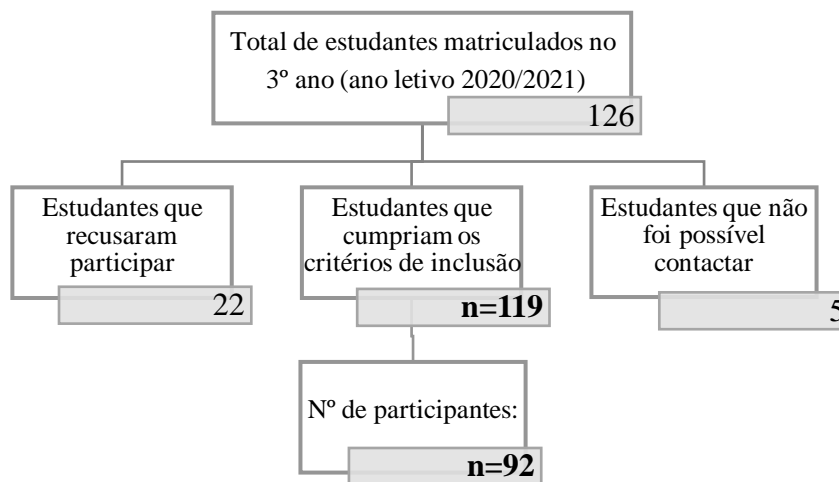 Total de estudantes matriculados no
3º ano (ano letivo 2020/2021)
126
Estudantes que
recusaram
participar
22
Estudantes que
cumpriam os
critérios de inclusão
n=119
Estudantes que não
foi possível
contactar
5
Nº de participantes:
n=92